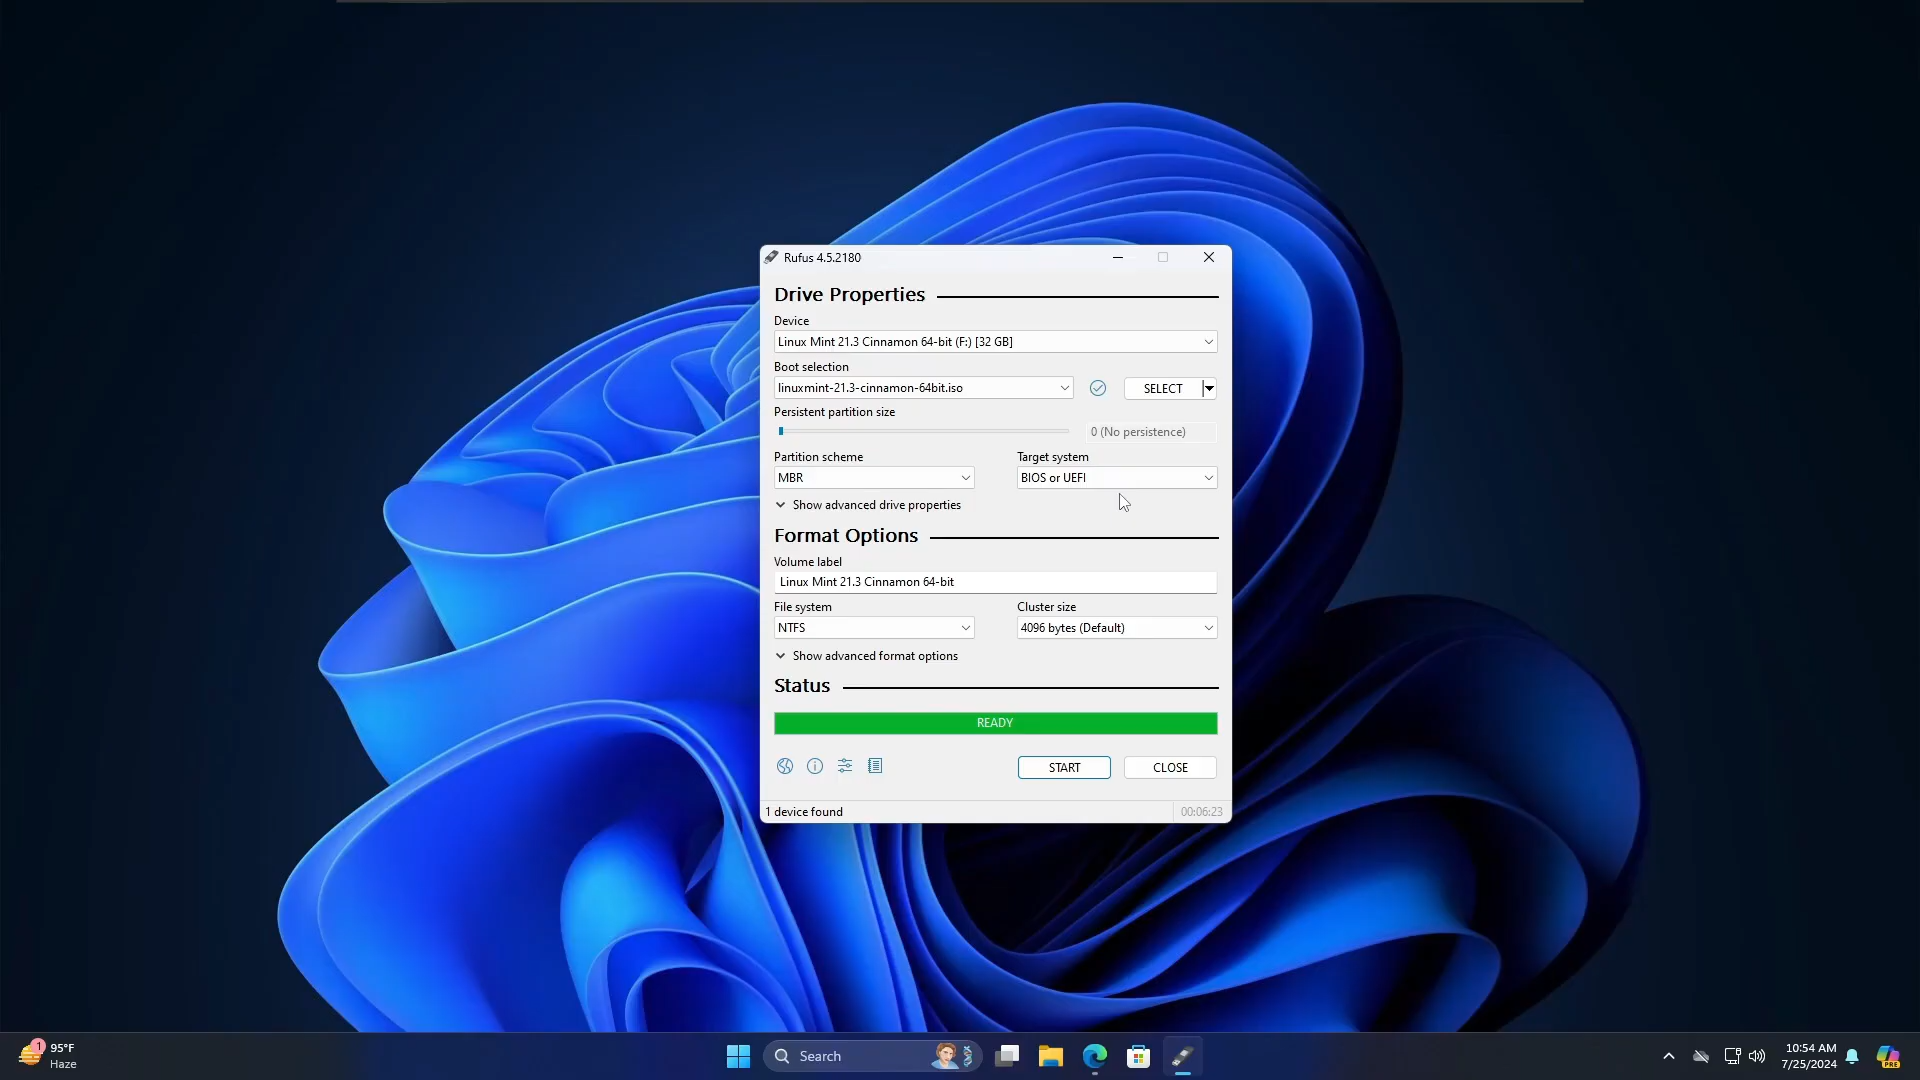 Rufus 4.5.2180
Drive Properties
Device
Linux Mint 21.3 Cinnamon 64-bit (F:) [32 GB]
Boot selection
linuxmint-21.3-cinnamon-64bit.iso
SELECT
Persistent partition size
0 (No persistence)
Partition scheme
Target system
MBR
BIOS or UEFI
Show advanced drive properties
Format Options
Volume label
Linux Mint 21.3 Cinnamon 64-bit
File system
Cluster size
NTFS
4096 bytes (Default)
Show advanced format options
Status
READY
START
CLOSE
1 device found
00:06:23
1
95°F
Haze
Search
10:54 AM
7/25/2024
PRE